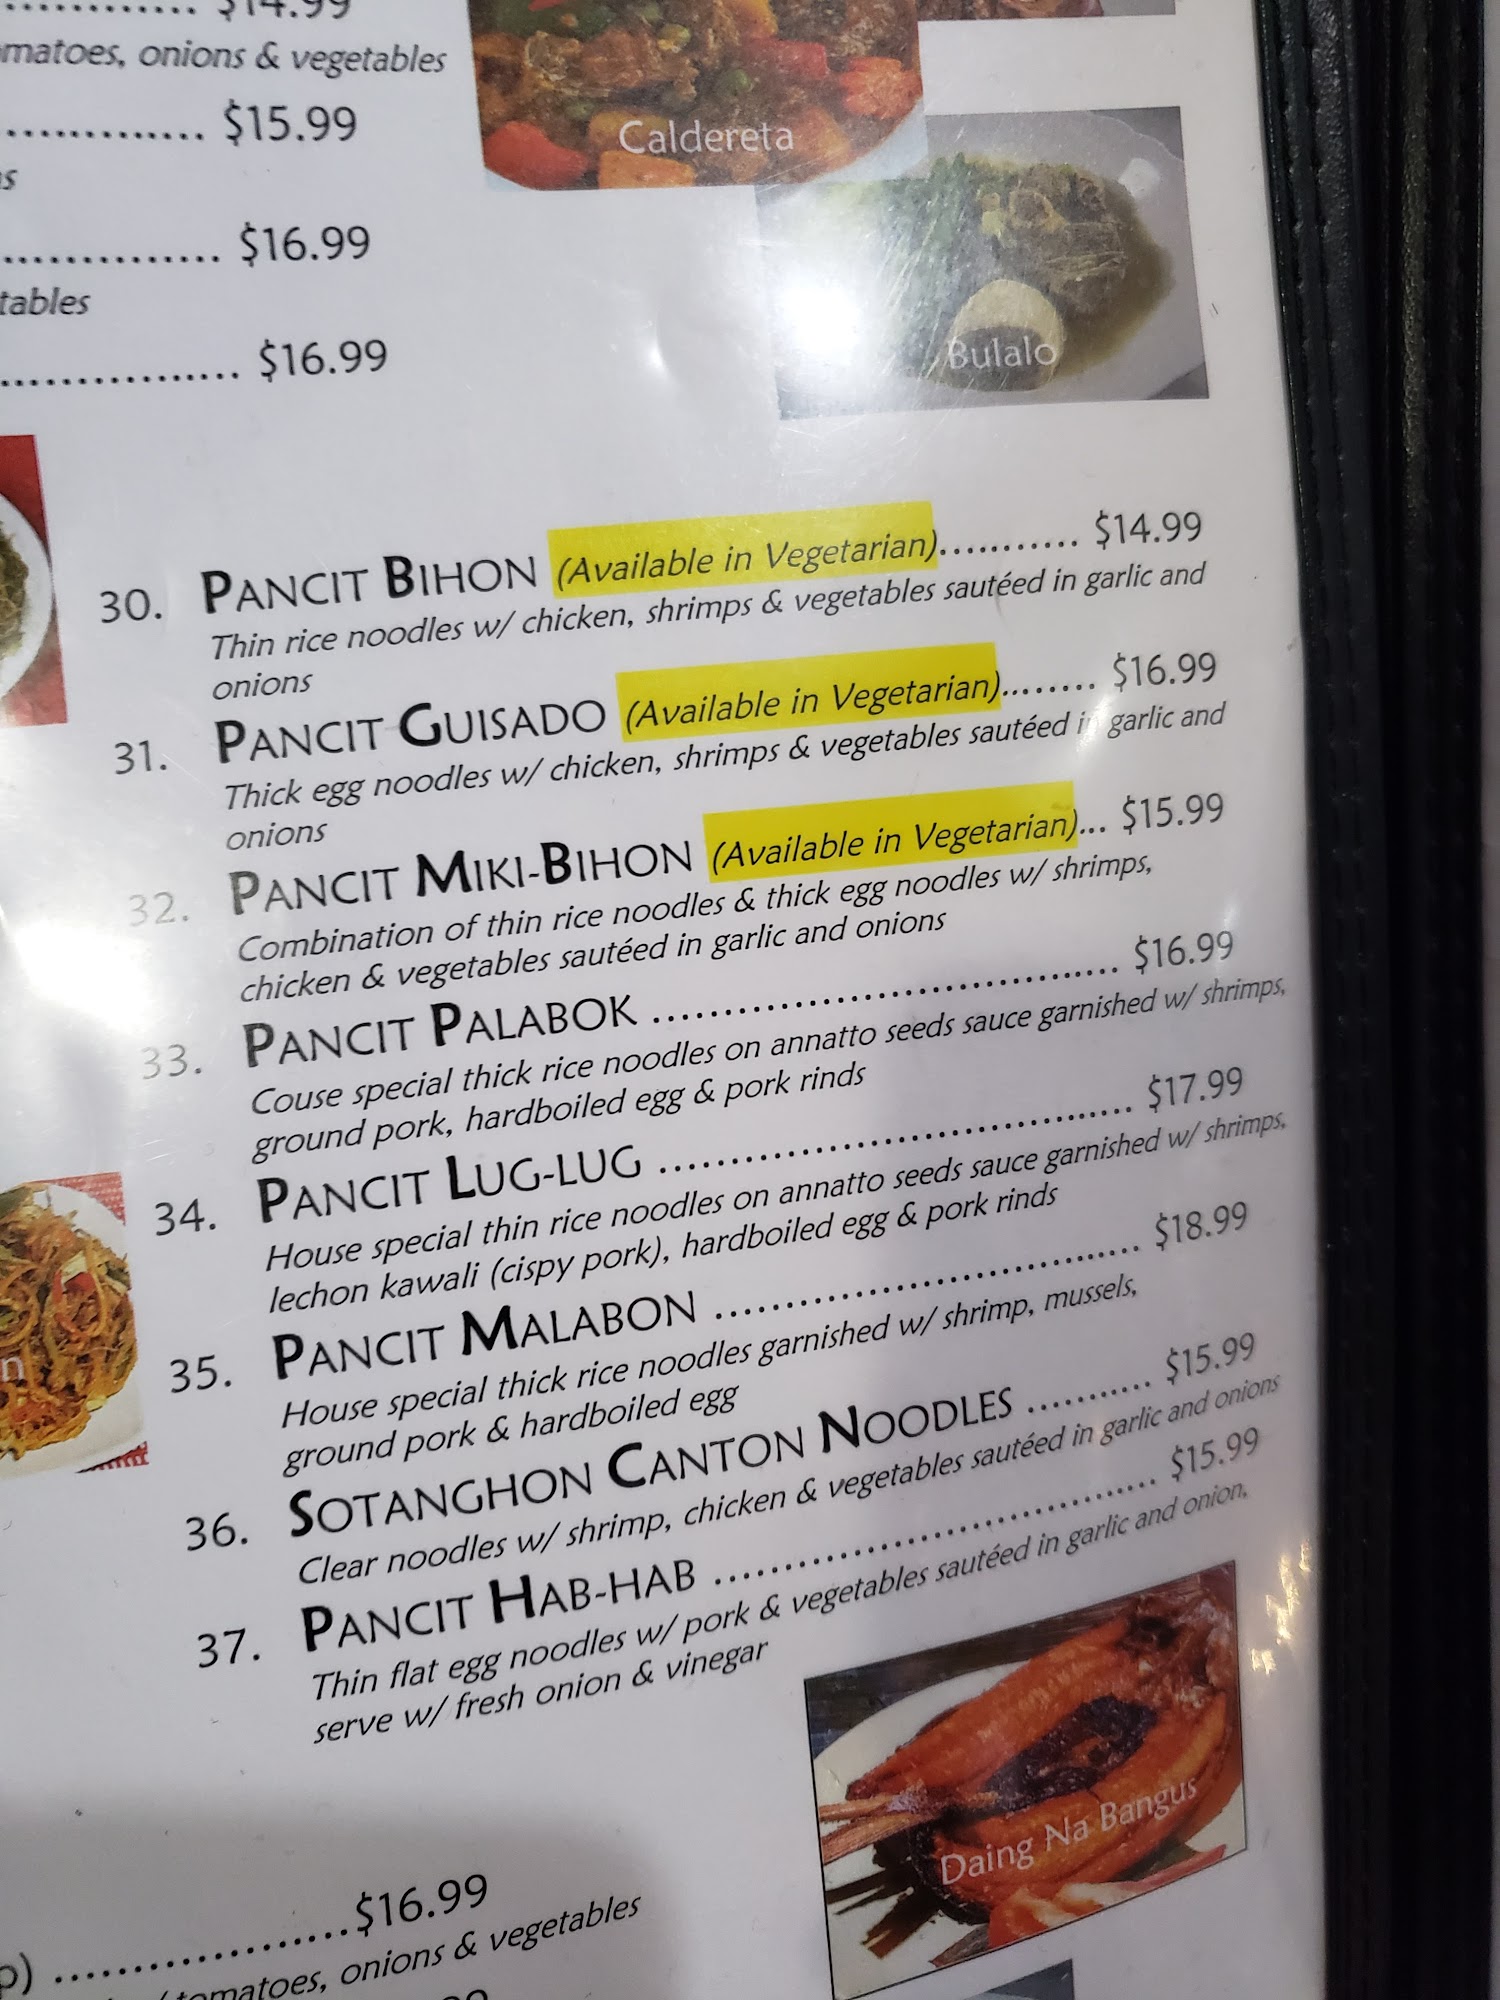 $14.99
matoes, onions & vegetables
............. $15.99
s
.............. $16.99
tables
............... $16.99
Caldereta
Bulalo
30. PANCIT BIHON (Available in Vegetarian)........... $14.99
Thin rice noodles w/ chicken, shrimps & vegetables sautéed in garlic and
onions
31. PANCIT GUISADO (Available in Vegetarian)........ $16.99
Thick egg noodles w/ chicken, shrimps & vegetables sautéed in garlic and
onions
32. PANCIT MIKI-BIHON (Available in Vegetarian)... $15.99
Combination of thin rice noodles & thick egg noodles w/ shrimps,
chicken & vegetables sautéed in garlic and onions
33. PANCIT PALABOK ................................. $16.99
Couse special thick rice noodles on annatto seeds sauce garnished w/ shrimps,
ground pork, hardboiled egg & pork rinds
34. PANCIT LUG-LUG ................................. $17.99
House special thin rice noodles on annatto seeds sauce garnished w/ shrimps,
lechon kawali (cispy pork), hardboiled egg & pork rinds
35. PANCIT MALABON .............................. $18.99
House special thick rice noodles garnished w/ shrimp, mussels,
ground pork & hardboiled egg
36. SOTANGHON CANTON NOODLES ........... $15.99
Clear noodles w/ shrimp, chicken & vegetables sautéed in garlic and onions
37. PANCIT HAB-HAB ................................ $15.99
Thin flat egg noodles w/ pork & vegetables sautéed in garlic and onion,
serve w/ fresh onion & vinegar
n
Daing Na Bangus
p) .....................$16.99
tomatoes, onions & vegetables